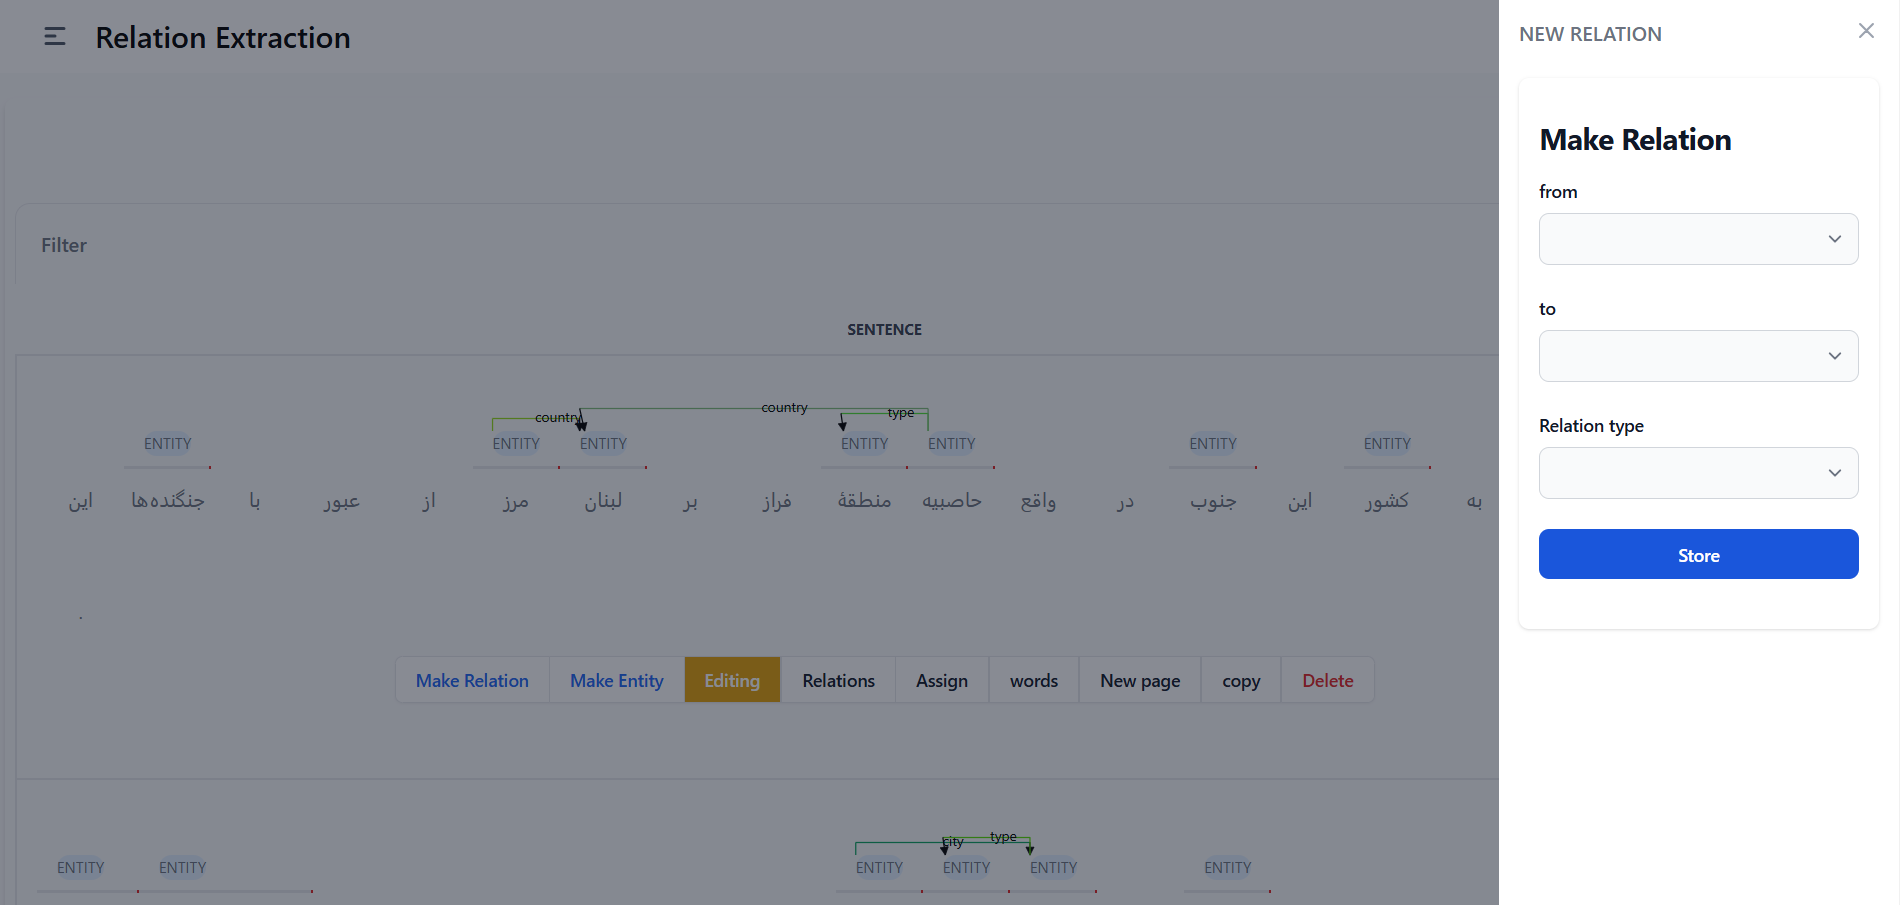 Relation Extraction
Filter
SENTENCE
country country type
ENTITY ENTITY ENTITY ENTITY ENTITY ENTITY ENTITY
این جنگنده‌ها با عبور از مرز لبنان بر فراز منطقهٔ حاصبیه واقع در جنوب این کشور به
.
Make Relation Make Entity Editing Relations Assign words New page copy Delete
city type
ENTITY ENTITY ENTITY ENTITY ENTITY ENTITY
NEW RELATION
Make Relation
from
to
Relation type
Store